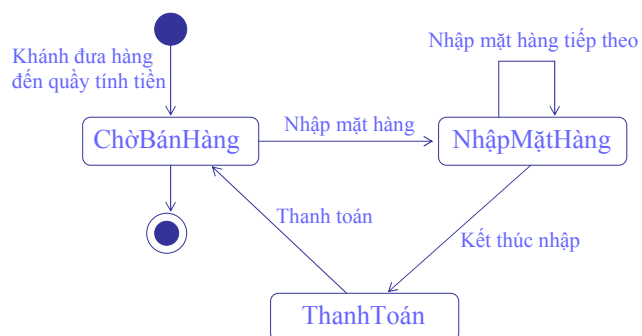 Khánh đưa hàng
đến quầy tính tiền
Nhập mặt hàng tiếp theo
ChờBánHàng
Nhập mặt hàng
NhậpMặtHàng
Thanh toán
Kết thúc nhập
ThanhToán